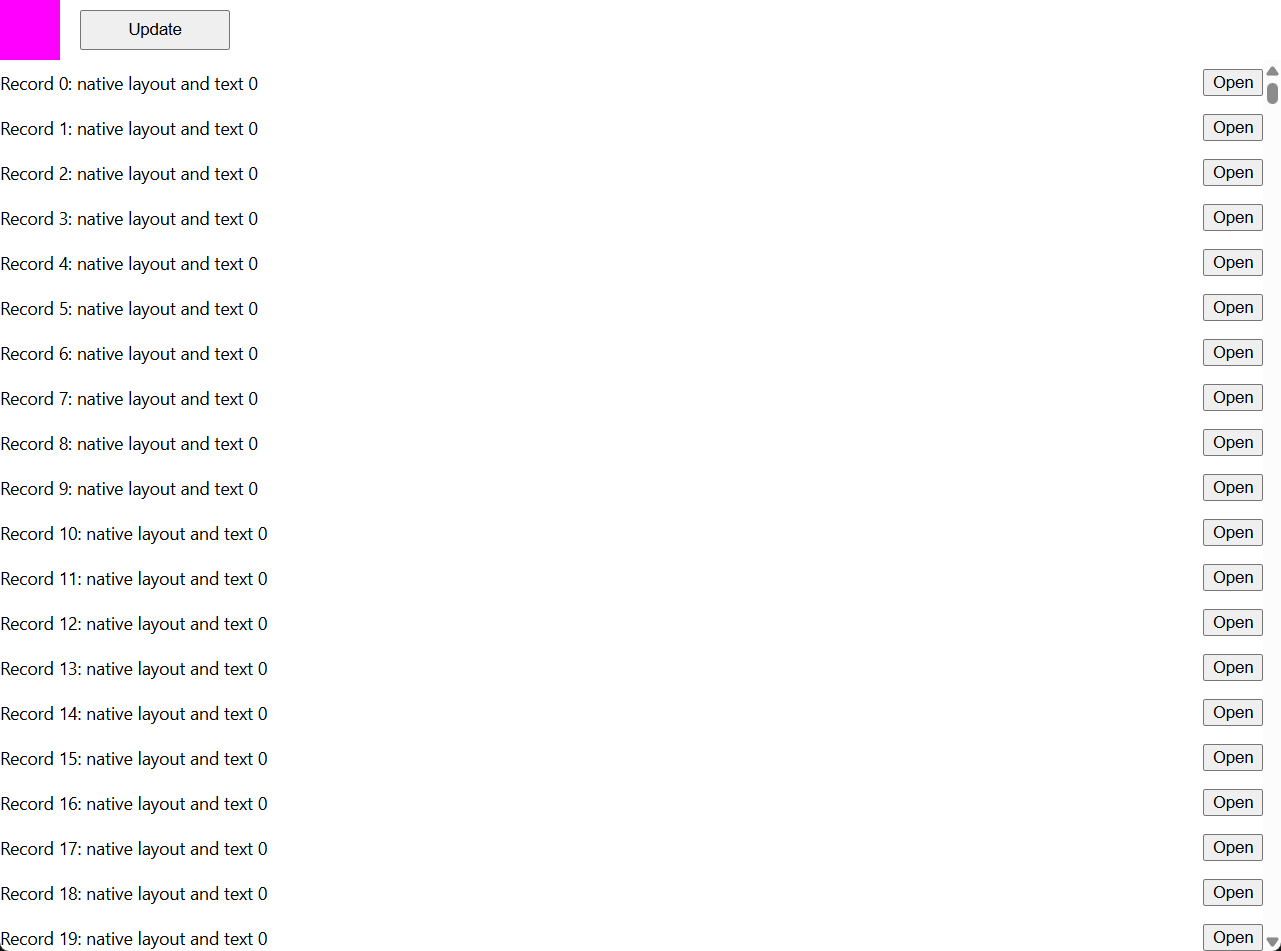 Update
Record 0: native layout and text 0 Open
Record 1: native layout and text 0 Open
Record 2: native layout and text 0 Open
Record 3: native layout and text 0 Open
Record 4: native layout and text 0 Open
Record 5: native layout and text 0 Open
Record 6: native layout and text 0 Open
Record 7: native layout and text 0 Open
Record 8: native layout and text 0 Open
Record 9: native layout and text 0 Open
Record 10: native layout and text 0 Open
Record 11: native layout and text 0 Open
Record 12: native layout and text 0 Open
Record 13: native layout and text 0 Open
Record 14: native layout and text 0 Open
Record 15: native layout and text 0 Open
Record 16: native layout and text 0 Open
Record 17: native layout and text 0 Open
Record 18: native layout and text 0 Open
Record 19: native layout and text 0 Open